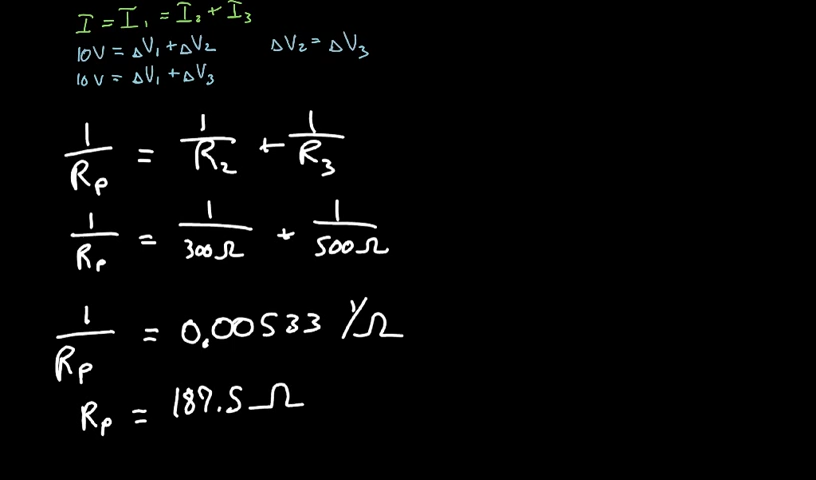 I = I₁ = I₂ + I₃
10V = ΔV₁ + ΔV₂ ΔV₂ = ΔV₃
10V = ΔV₁ + ΔV₃
1/Rₚ = 1/R₂ + 1/R₃
1/Rₚ = 1/300Ω + 1/500Ω
1/Rₚ = 0.00533 1/Ω
Rₚ = 187.5 Ω